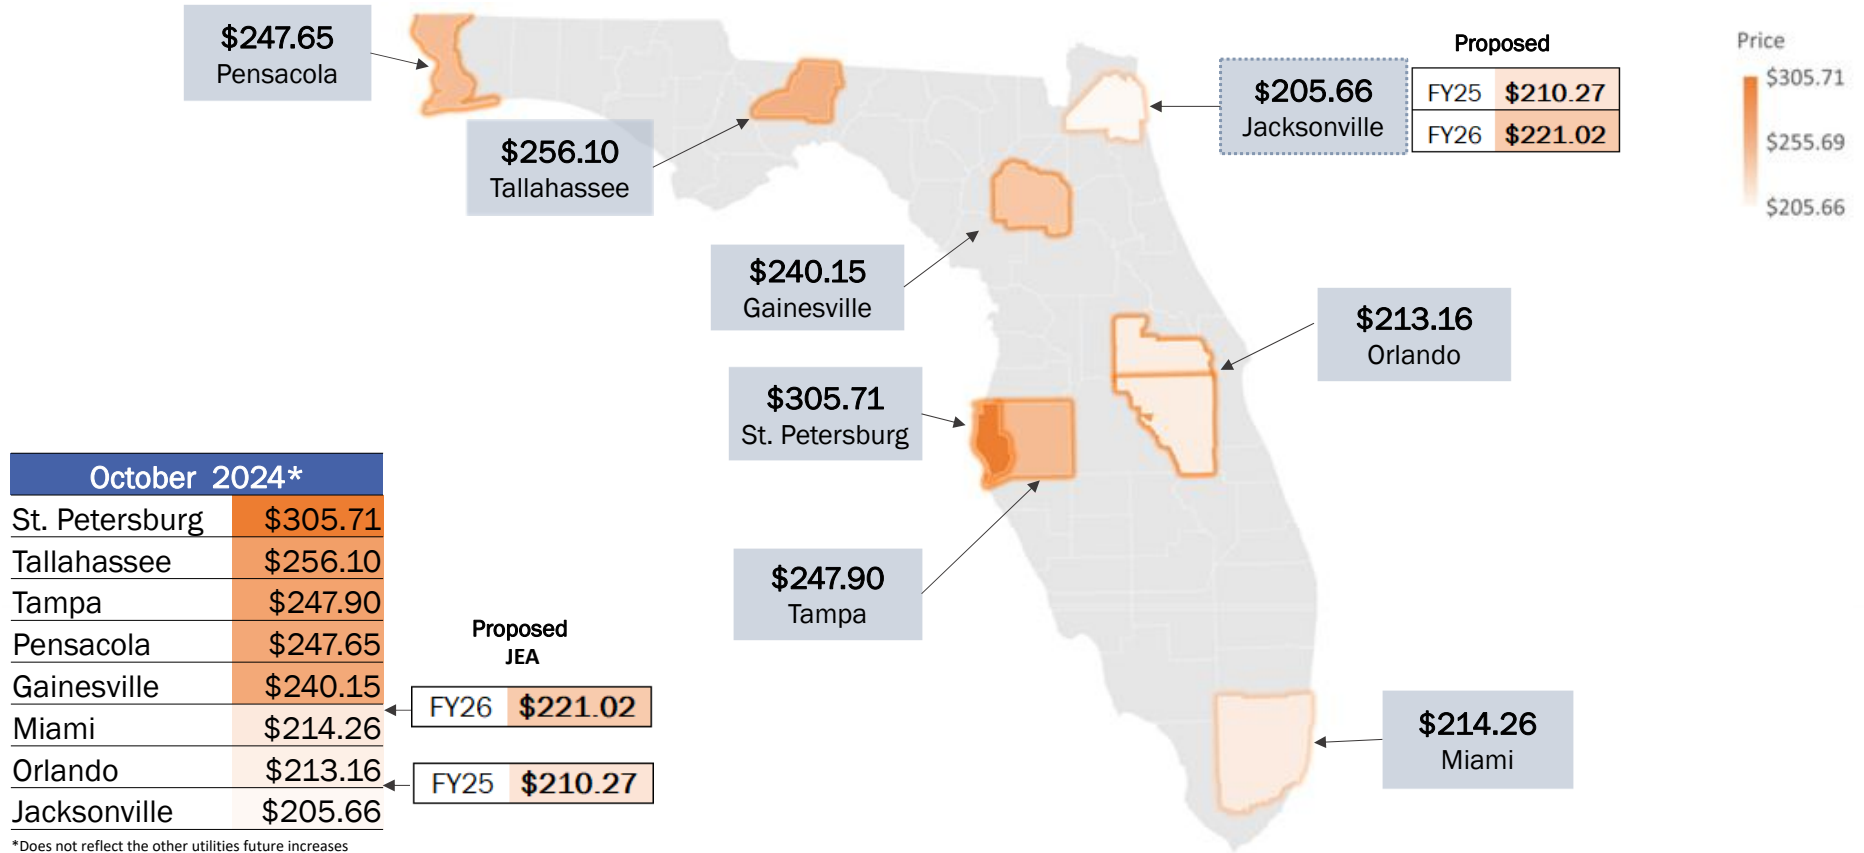 $247.65
Pensacola
$256.10
Tallahassee
$205.66
Jacksonville
Proposed
FY25 $210.27
FY26 $221.02
Price
$305.71
$255.69
$205.66
$240.15
Gainesville
$213.16
Orlando
$305.71
St. Petersburg
$247.90
Tampa
$214.26
Miami
October 2024*
St. Petersburg $305.71
Tallahassee $256.10
Tampa $247.90
Pensacola $247.65
Gainesville $240.15
Miami $214.26
Orlando $213.16
Jacksonville $205.66
*Does not reflect the other utilities future increases
Proposed
JEA
FY26 $221.02
FY25 $210.27